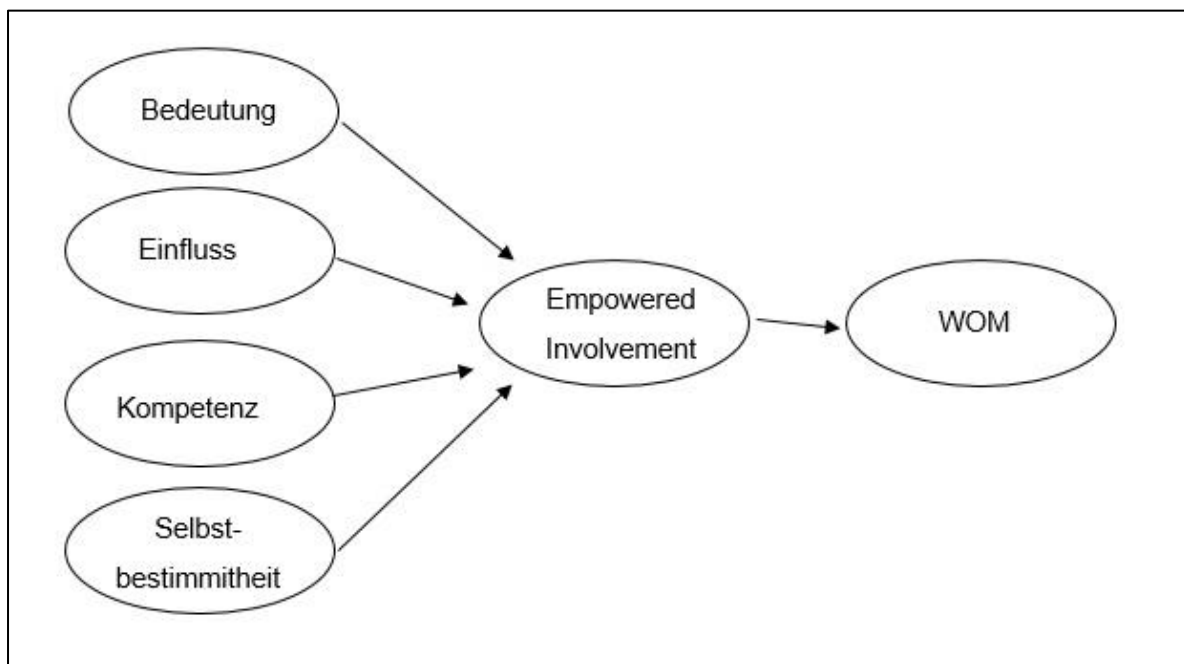 Bedeutung
Einfluss
Kompetenz
Selbst-
bestimmitheit
Empowered
Involvement
WOM